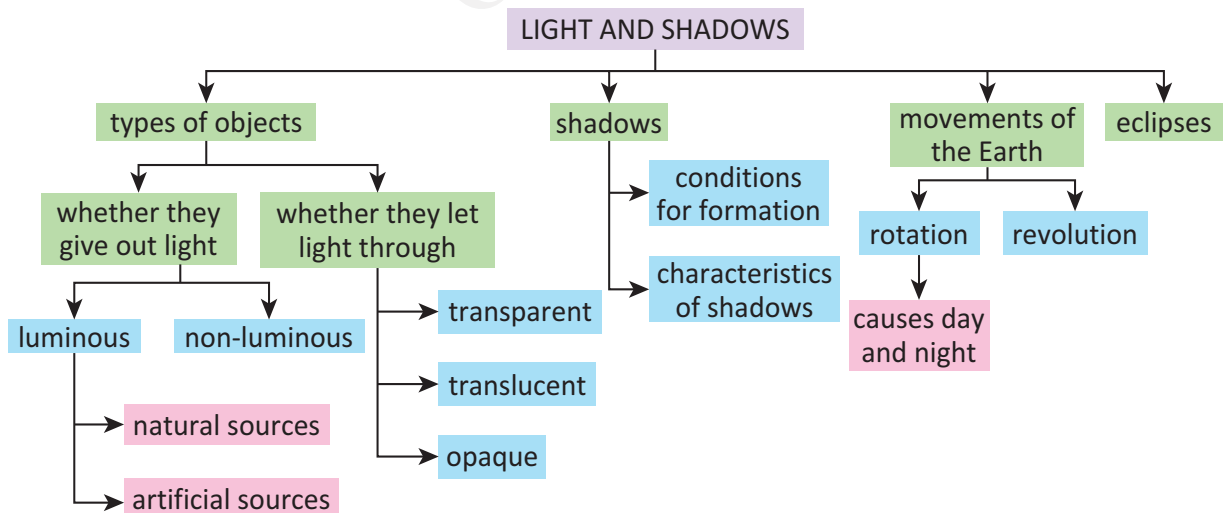 LIGHT AND SHADOWS
types of objects
shadows
movements of
the Earth
eclipses
whether they
give out light
whether they let
light through
conditions
for formation
characteristics
of shadows
rotation
revolution
causes day
and night
luminous
non-luminous
transparent
translucent
opaque
natural sources
artificial sources